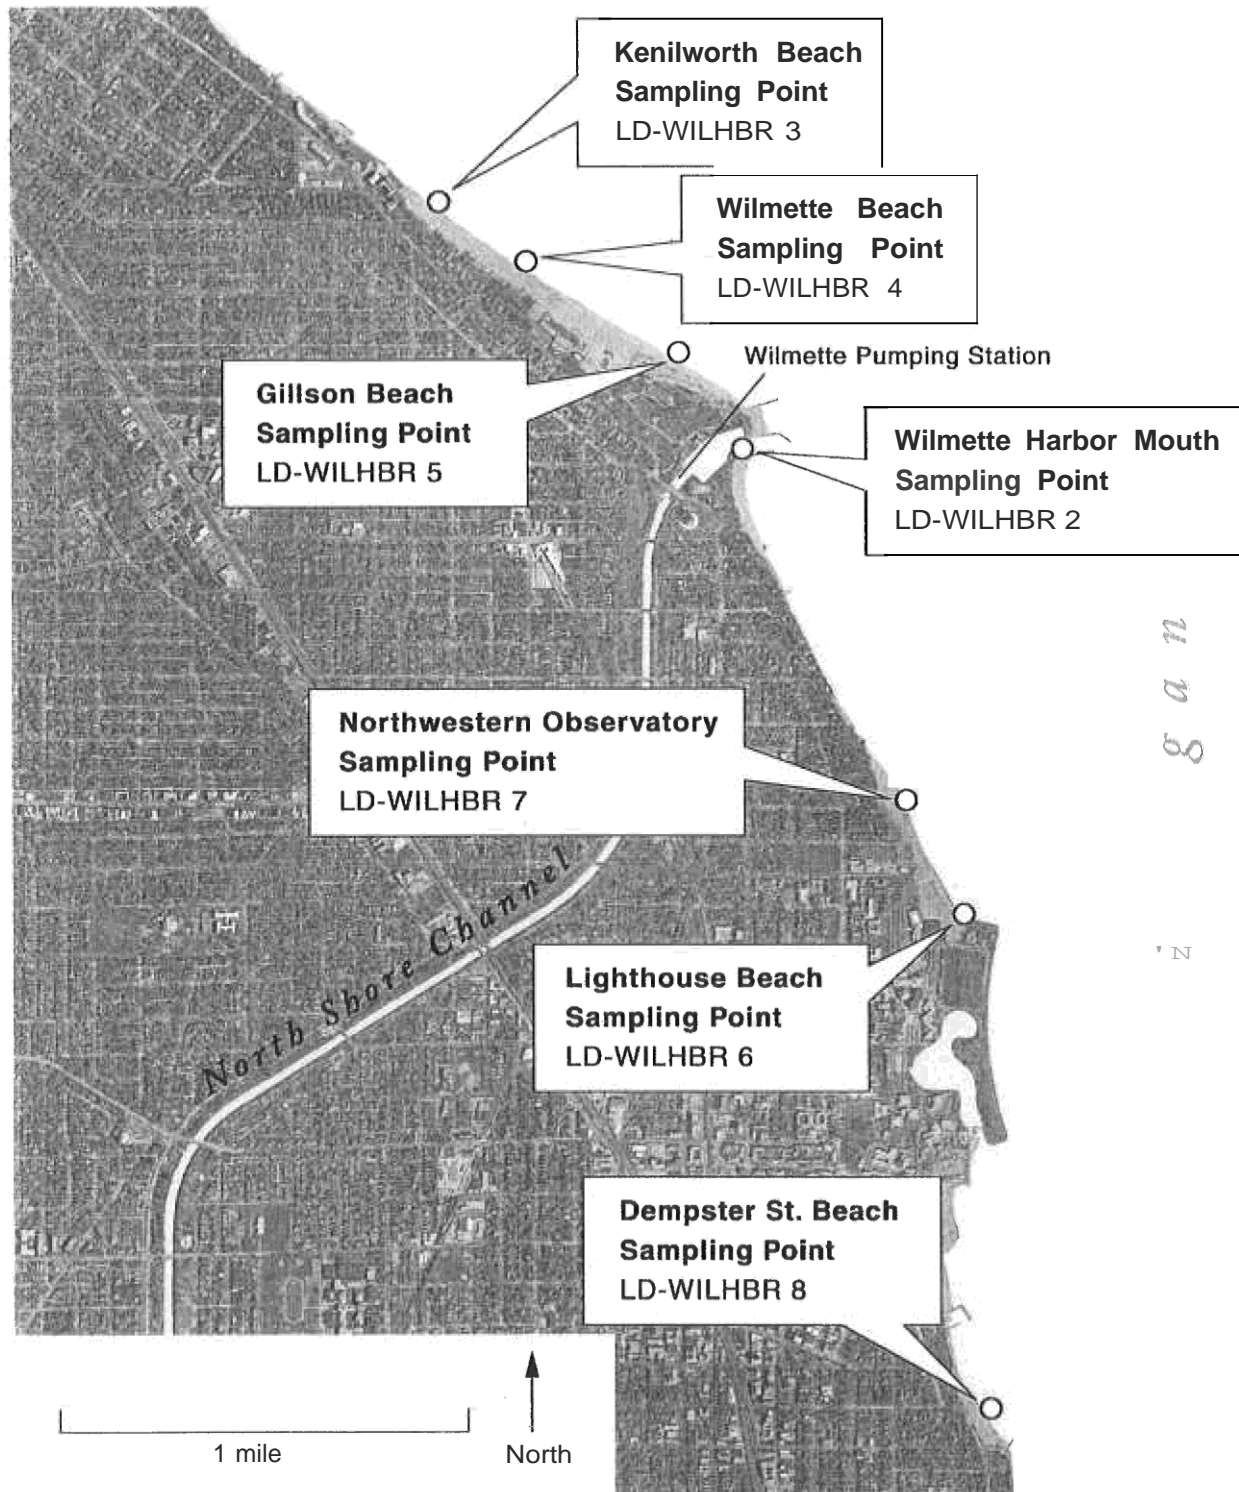 Kenilworth Beach
Sampling Point
LD-WILHBR 3
Wilmette Beach
Sampling Point
LD-WILHBR 4
Wilmette Pumping Station
Gillson Beach
Sampling Point
LD-WILHBR 5
Wilmette Harbor Mouth
Sampling Point
LD-WILHBR 2
g a n
Northwestern Observatory
Sampling Point
LD-WILHBR 7
North Shore Channel
' N
Lighthouse Beach
Sampling Point
LD-WILHBR 6
Dempster St. Beach
Sampling Point
LD-WILHBR 8
1 mile
North